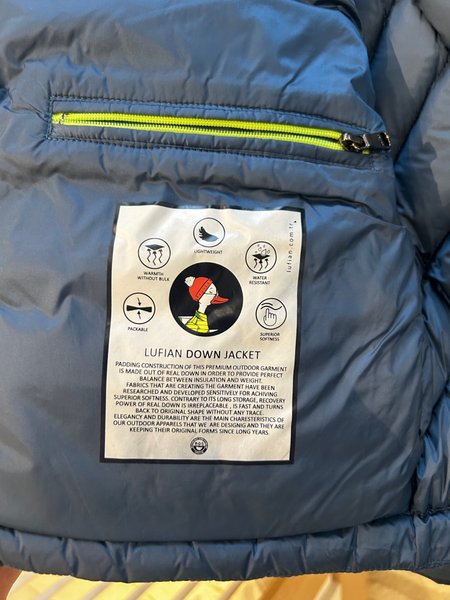 LIGHTWEIGHT
WARMTH
WITHOUT BULK
WATER
RESISTANT
lufian.com.tr
PACKABLE
SUPERIOR
SOFTNESS
LUFIAN DOWN JACKET
PADDING CONSTRUCTION OF THIS PREMIUM OUTDOOR GARMENT
IS MADE OUT OF REAL DOWN IN ORDER TO PROVIDE PERFECT
BALANCE BETWEEN INSULATION AND WEIGHT.
FABRICS THAT ARE CREATING THE GARMENT HAVE BEEN
RESEARCHED AND DEVELOPED SENSITIVELY FOR ACHIVING
SUPERIOR SOFTNESS. CONTRARY TO ITS LONG STORAGE, RECOVERY
POWER OF REAL DOWN IS IRREPLACEABLE , IS FAST AND TURNS
BACK TO ORIGINAL SHAPE WITHOUT ANY TRACE.
ELEGANCY AND DURABILITY ARE THE MAIN CHARESTERISTICS OF
OUR OUTDOOR APPARELS THAT WE ARE DESIGNIG AND THEY ARE
KEEPING THEIR ORIGINAL FORMS SINCE LONG YEARS.